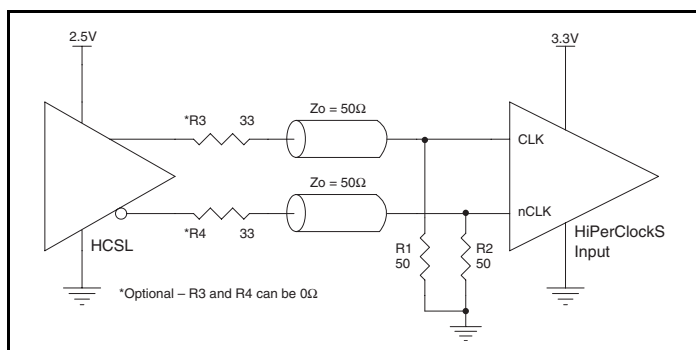 2.5V
3.3V
*R3 33
Zo = 50Ω
CLK
Zo = 50Ω
nCLK
HCSL
*R4 33
R1
50
R2
50
HiPerClockS
Input
*Optional – R3 and R4 can be 0Ω